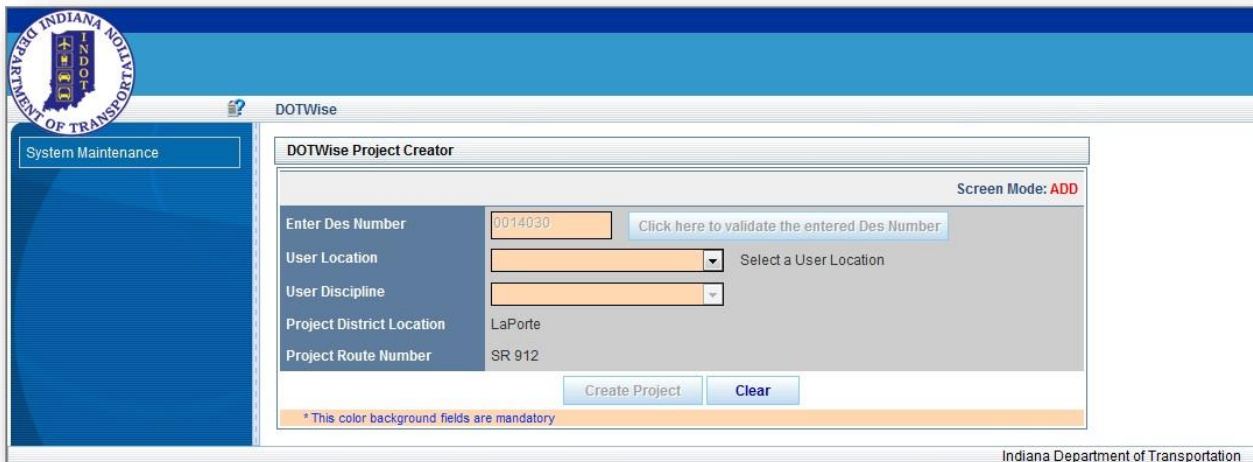 INDIANA DEPARTMENT OF TRANSPORTATION
INDOT
DOTWise
System Maintenance
DOTWise Project Creator
Screen Mode: ADD
Enter Des Number 0014030 Click here to validate the entered Des Number
User Location Select a User Location
User Discipline
Project District Location LaPorte
Project Route Number SR 912
Create Project Clear
* This color background fields are mandatory
Indiana Department of Transportation